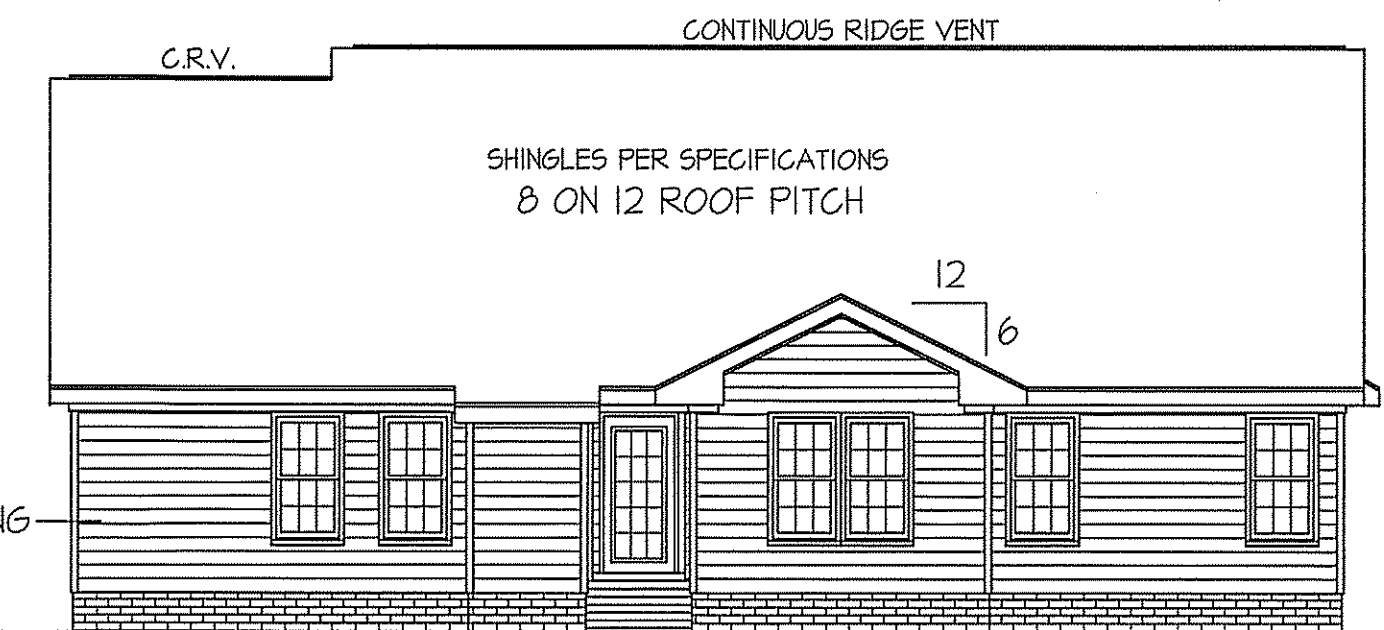 CONTINUOUS RIDGE VENT
C.R.V.
SHINGLES PER SPECIFICATIONS
8 ON 12 ROOF PITCH
12
6